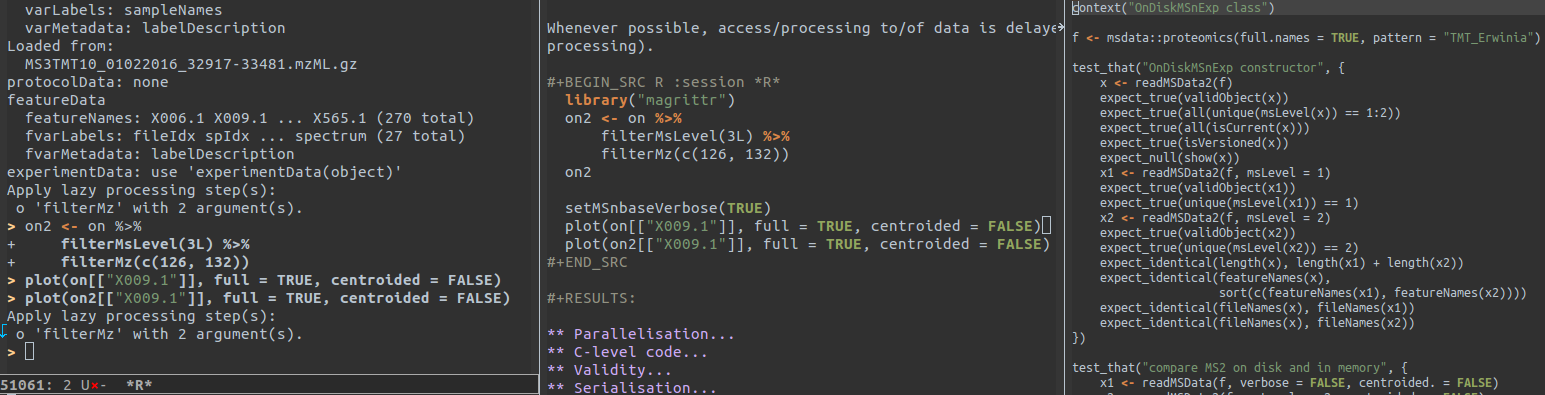 varLabels: sampleNames
varMetadata: labelDescription
Loaded from:
MS3TMT10_01022016_32917-33481.mzML.gz
protocolData: none
featureData
featureNames: X006.1 X009.1 ... X565.1 (270 total)
fvarLabels: fileIdx spIdx ... spectrum (27 total)
fvarMetadata: labelDescription
experimentData: use 'experimentData(object)'
Apply lazy processing step(s):
o 'filterMz' with 2 argument(s).
> on2 <- on %>%
+ filterMsLevel(3L) %>%
+ filterMz(c(126, 132))
> plot(on[["X009.1"]], full = TRUE, centroided = FALSE)
> plot(on2[["X009.1"]], full = TRUE, centroided = FALSE)
Apply lazy processing step(s):
o 'filterMz' with 2 argument(s).
>
51061: 2 U×- *R*
Whenever possible, access/processing to/of data is delaye
processing).
#+BEGIN_SRC R :session *R*
library("magrittr")
on2 <- on %>%
filterMsLevel(3L) %>%
filterMz(c(126, 132))
on2
setMSnbaseVerbose(TRUE)
plot(on[["X009.1"]], full = TRUE, centroided = FALSE)
plot(on2[["X009.1"]], full = TRUE, centroided = FALSE)
#+END_SRC
#+RESULTS:
** Parallelisation...
** C-level code...
** Validity...
** Serialisation...
context("OnDiskMSnExp class")
f <- msdata::proteomics(full.names = TRUE, pattern = "TMT_Erwinia")
test_that("OnDiskMSnExp constructor", {
x <- readMSData2(f)
expect_true(validObject(x))
expect_true(all(unique(msLevel(x)) == 1:2))
expect_true(all(isCurrent(x)))
expect_true(isVersioned(x))
expect_null(show(x))
x1 <- readMSData2(f, msLevel = 1)
expect_true(validObject(x1))
expect_true(unique(msLevel(x1)) == 1)
x2 <- readMSData2(f, msLevel = 2)
expect_true(validObject(x2))
expect_true(unique(msLevel(x2)) == 2)
expect_identical(length(x), length(x1) + length(x2))
expect_identical(featureNames(x),
sort(c(featureNames(x1), featureNames(x2))))
expect_identical(fileNames(x), fileNames(x1))
expect_identical(fileNames(x), fileNames(x2))
})
test_that("compare MS2 on disk and in memory", {
x1 <- readMSData(f, verbose = FALSE, centroided. = FALSE)